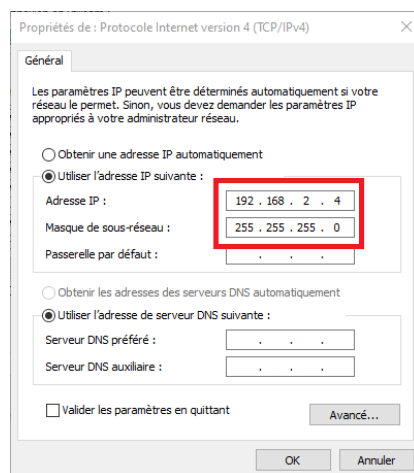 Propriétés de : Protocole Internet version 4 (TCP/IPv4)
Général
Les paramètres IP peuvent être déterminés automatiquement si votre
réseau le permet. Sinon, vous devez demander les paramètres IP
appropriés à votre administrateur réseau.
Obtenir une adresse IP automatiquement
Utiliser l'adresse IP suivante :
Adresse IP : 192 . 168 . 2 . 4
Masque de sous-réseau : 255 . 255 . 255 . 0
Passerelle par défaut : . . .
Obtenir les adresses des serveurs DNS automatiquement
Utiliser l'adresse de serveur DNS suivante :
Serveur DNS préféré : . . .
Serveur DNS auxiliaire : . . .
Valider les paramètres en quittant
Avancé...
OK Annuler